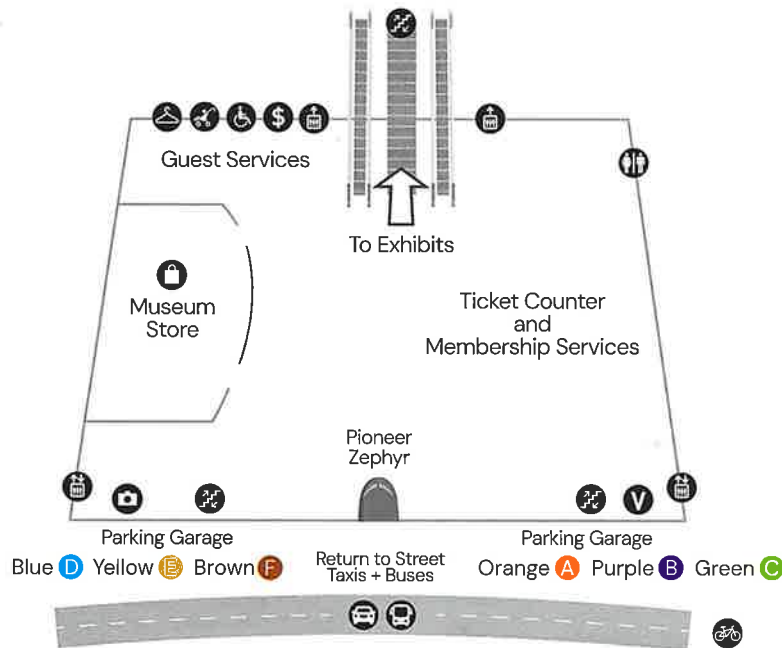 $
Guest Services
To Exhibits
Museum
Store
Ticket Counter
and
Membership Services
Pioneer
Zephyr
V
Parking Garage
Blue D Yellow E Brown F
Return to Street
Taxis + Buses
Parking Garage
Orange A Purple B Green C